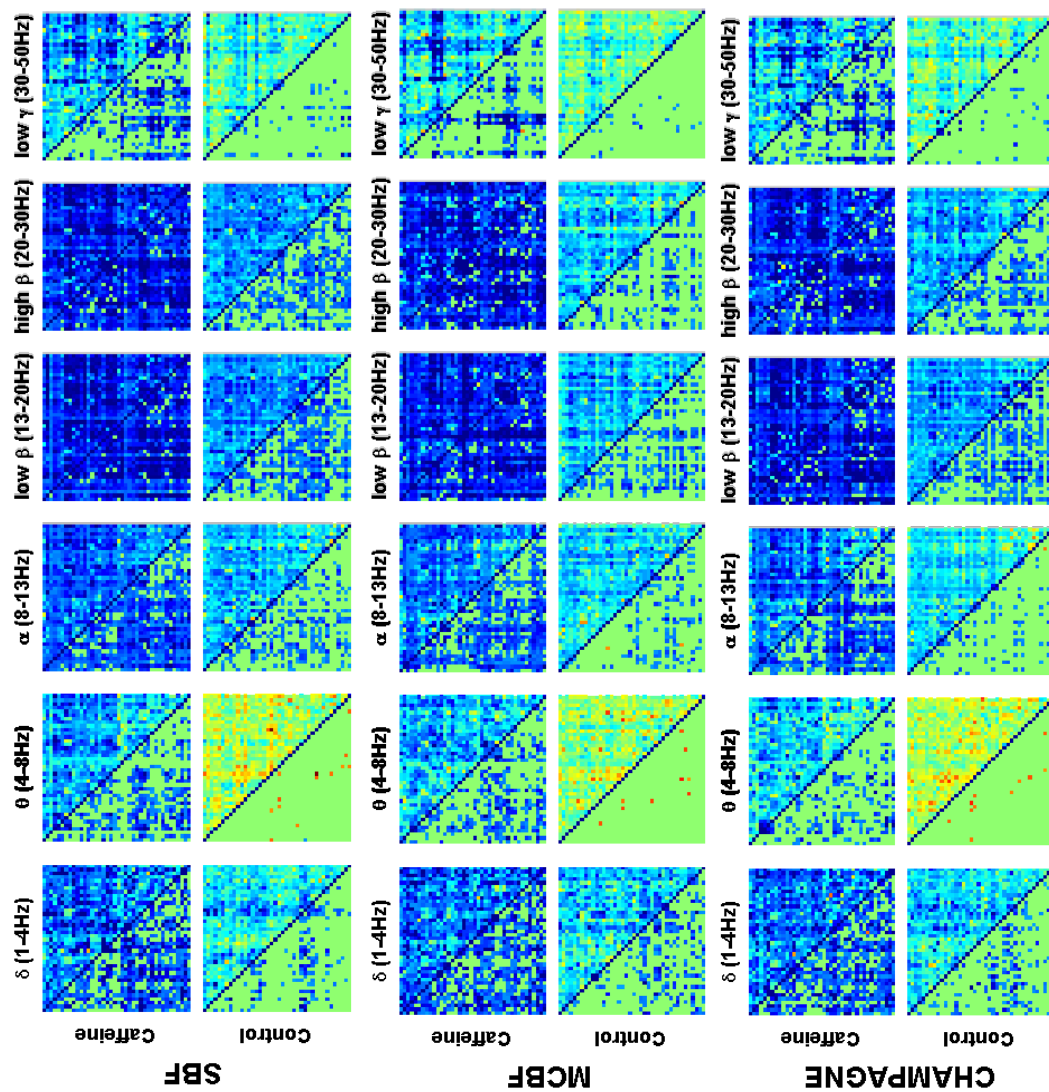 SBF
δ (1-4Hz)
θ (4-8Hz)
α (8-13Hz)
low β (13-20Hz)
high β (20-30Hz)
low γ (30-50Hz)
Caffeine
Control
MCBF
δ (1-4Hz)
θ (4-8Hz)
α (8-13Hz)
low β (13-20Hz)
high β (20-30Hz)
low γ (30-50Hz)
Caffeine
Control
CHAMPAGNE
δ (1-4Hz)
θ (4-8Hz)
α (8-13Hz)
low β (13-20Hz)
high β (20-30Hz)
low γ (30-50Hz)
Caffeine
Control